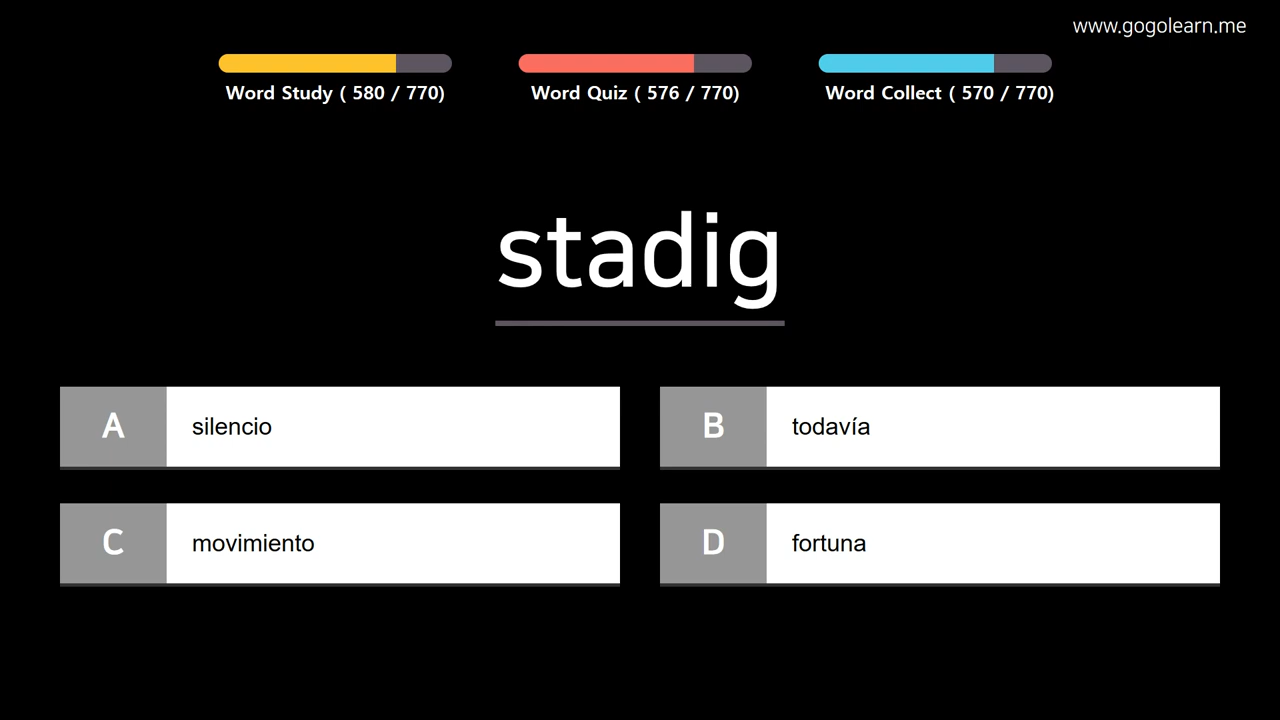 www.gogolearn.me
Word Study ( 580 / 770)
Word Quiz ( 576 / 770)
Word Collect ( 570 / 770)
stadig
A silencio
B todavía
C movimiento
D fortuna